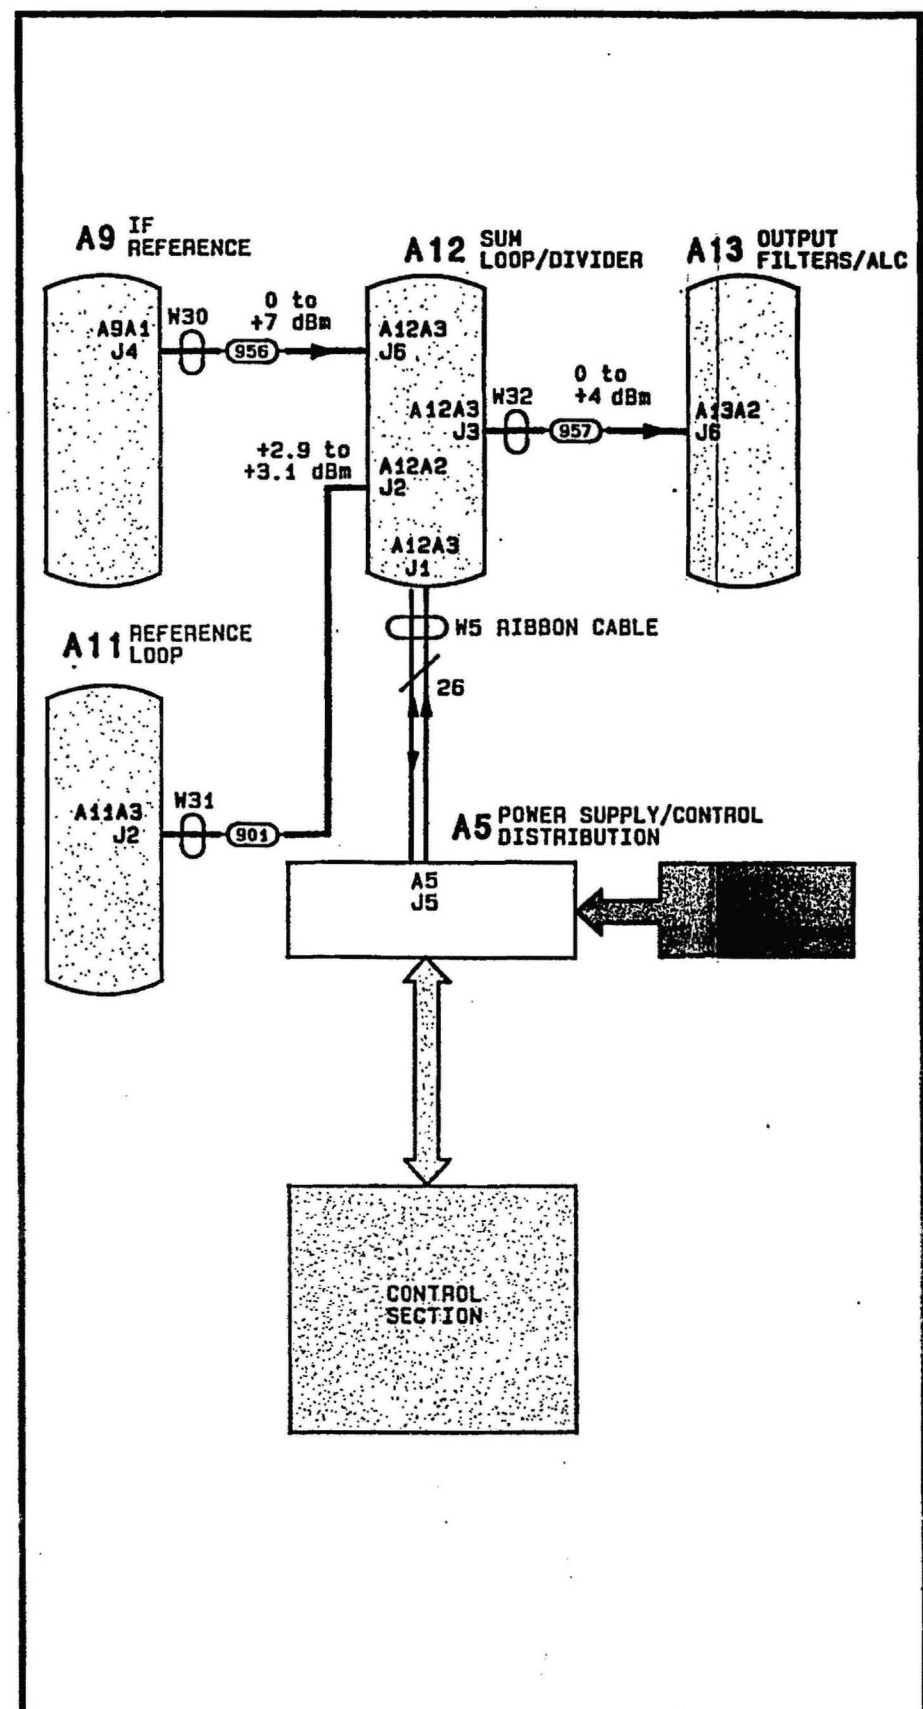 A9 IF
REFERENCE
A12 SUM
LOOP/DIVIDER
A13 OUTPUT
FILTERS/ALC
A9A1
J4
W30
956
0 to
+7 dBm
A12A3
J6
A12A3
J3
W32
957
0 to
+4 dBm
A13A2
J6
+2.9 to
+3.1 dBm
A12A2
J2
A12A3
J1
W5 RIBBON CABLE
26
A11 REFERENCE
LOOP
A11A3
J2
W31
901
A5 POWER SUPPLY/CONTROL
DISTRIBUTION
A5
J5
CONTROL
SECTION